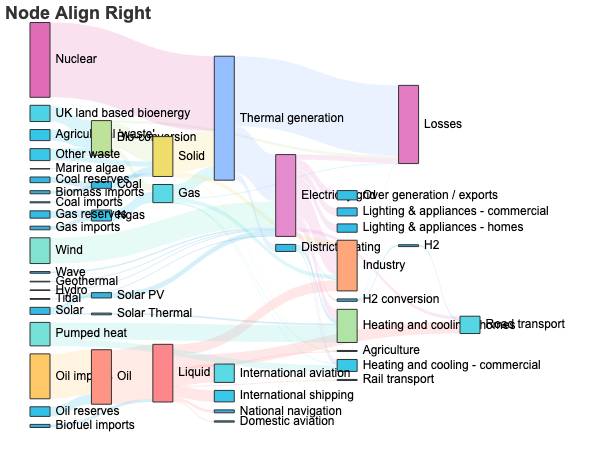 Node Align Right
Nuclear
Thermal generation
Losses
UK land based bioenergy
Agricultural 'waste'
Bio-conversion
Solid
Other waste
Marine algae
Coal reserves
Coal
Biomass imports
Gas
Coal imports
Gas reserves
Ngas
Gas imports
Electricity grid
Over generation / exports
Lighting & appliances - commercial
Lighting & appliances - homes
Wind
District heating
H2
Industry
Wave
Geothermal
Hydro
Tidal
Solar PV
H2 conversion
Solar
Solar Thermal
Pumped heat
Heating and cooling - homes
Road transport
Agriculture
Heating and cooling - commercial
Rail transport
Oil
Liquid
International aviation
International shipping
Oil reserves
National navigation
Domestic aviation
Biofuel imports